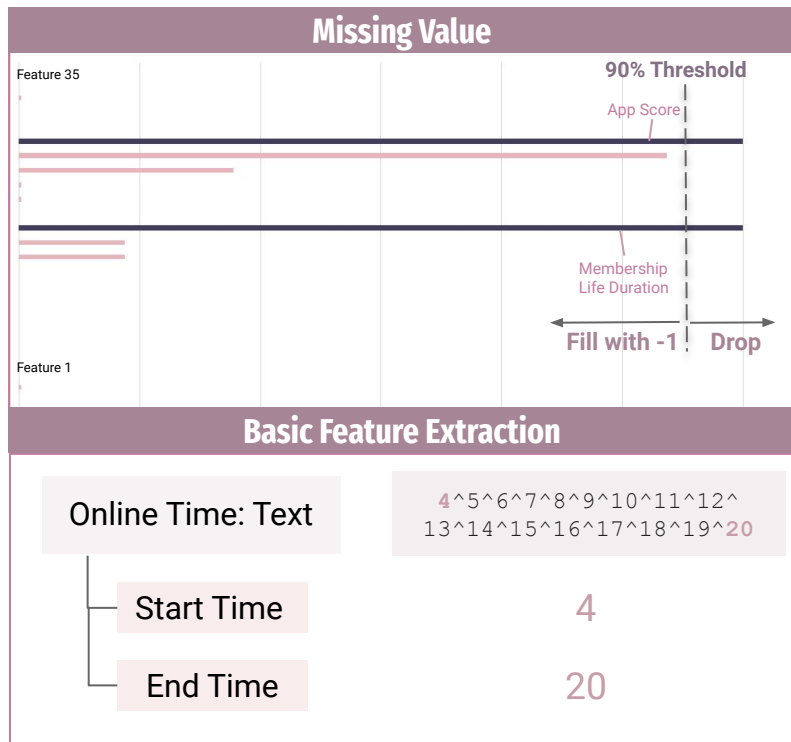 Missing Value
Feature 35
90% Threshold
App Score
Membership
Life Duration
Fill with -1
Drop
Feature 1
Basic Feature Extraction
Online Time: Text
4^5^6^7^8^9^10^11^12^
13^14^15^16^17^18^19^20
Start Time
4
End Time
20